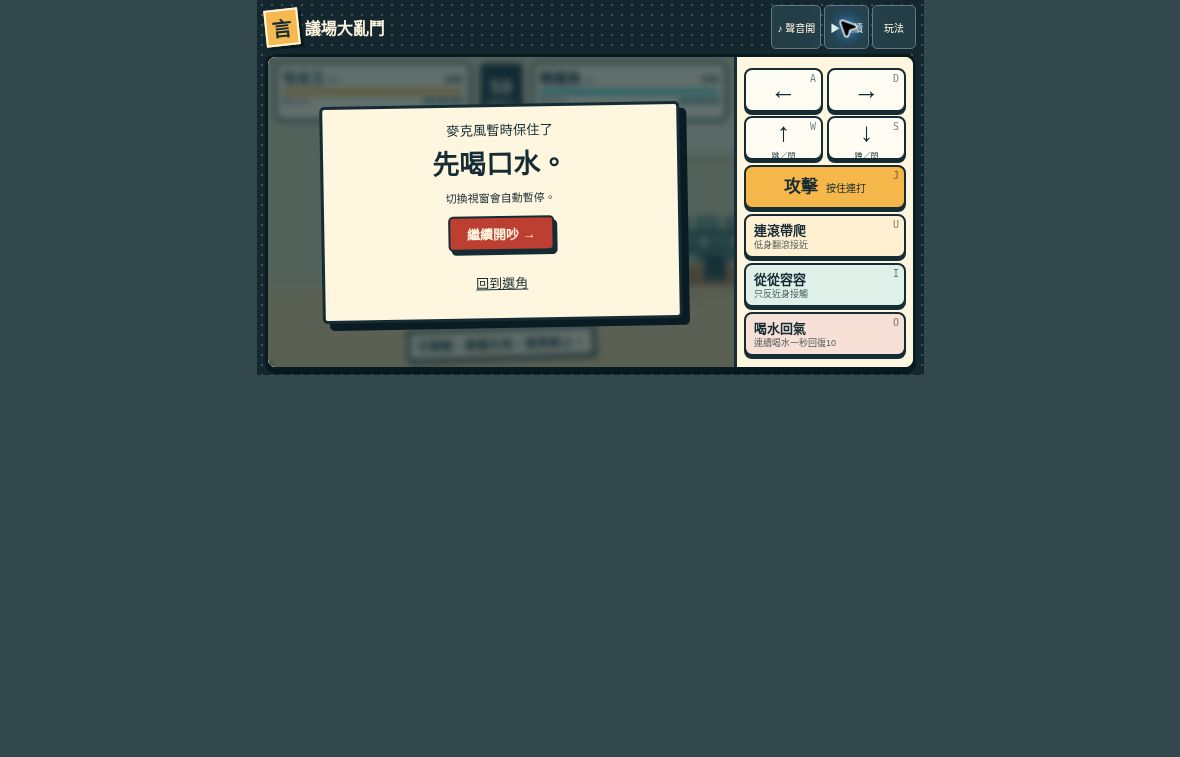 言 議場大亂鬥
♪ 聲音開
玩法
麥克風暫時保住了
先喝口水。
切換視窗會自動暫停。
繼續開吵 →
回到選角
← A
→ D
↑ W
跳／閃
↓ S
蹲／閃
攻擊 按住連打 J
連滾帶爬 U
低身翻滾接近
從從容容 I
只反近身接觸
喝水回氣 O
連續喝水一秒回復10